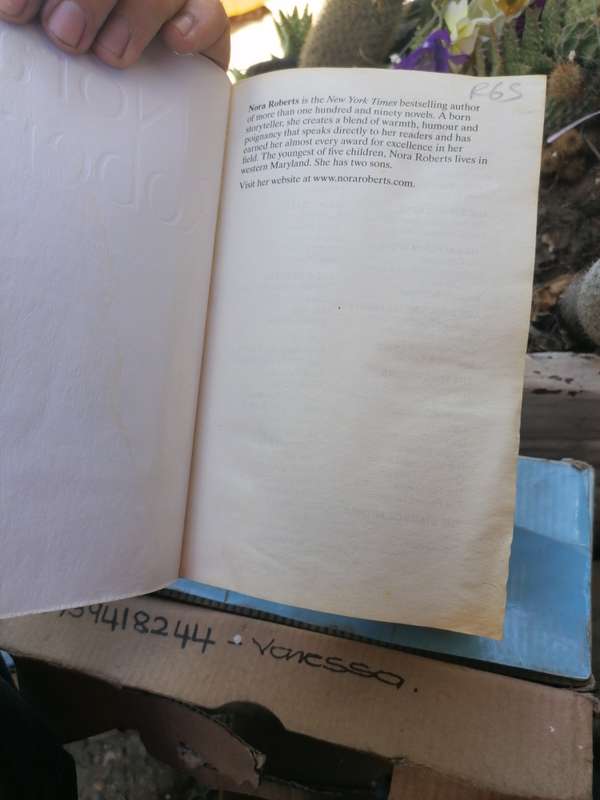 R65
Nora Roberts is the New York Times bestselling author
of more than one hundred and ninety novels. A born
storyteller, she creates a blend of warmth, humour and
poignancy that speaks directly to her readers and has
earned her almost every award for excellence in her
field. The youngest of five children, Nora Roberts lives in
western Maryland. She has two sons.
Visit her website at www.noraroberts.com.
59418244 - Vanessa.